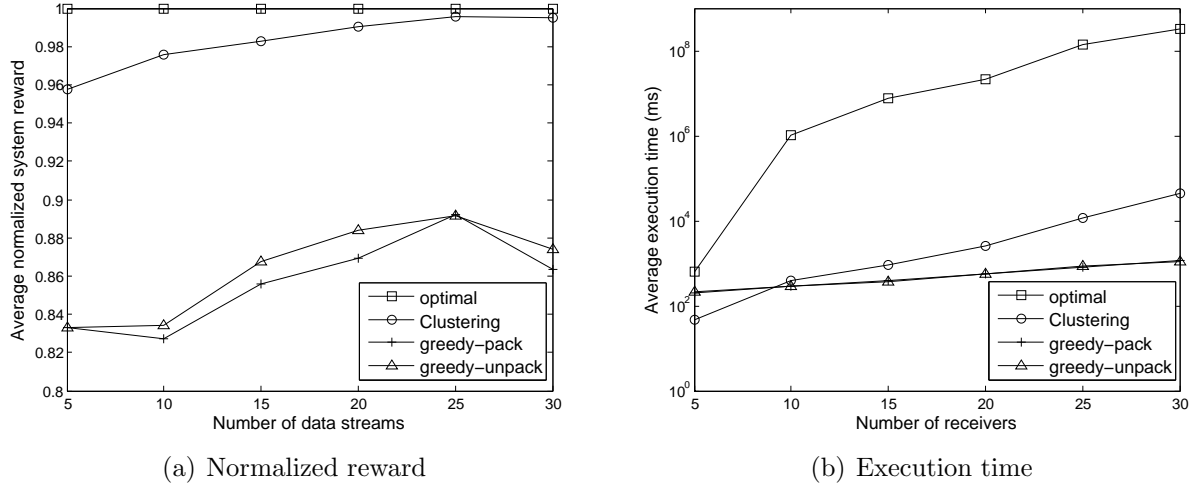 1
0.98
0.96
0.94
0.92
0.9
0.88
0.86
0.84
0.82
0.8
Average normalized system reward
5 10 15 20 25 30
Number of data streams
optimal
Clustering
greedy-pack
greedy-unpack
(a) Normalized reward
10^8
10^6
10^4
10^2
10^0
Average execution time (ms)
5 10 15 20 25 30
Number of receivers
optimal
Clustering
greedy-pack
greedy-unpack
(b) Execution time